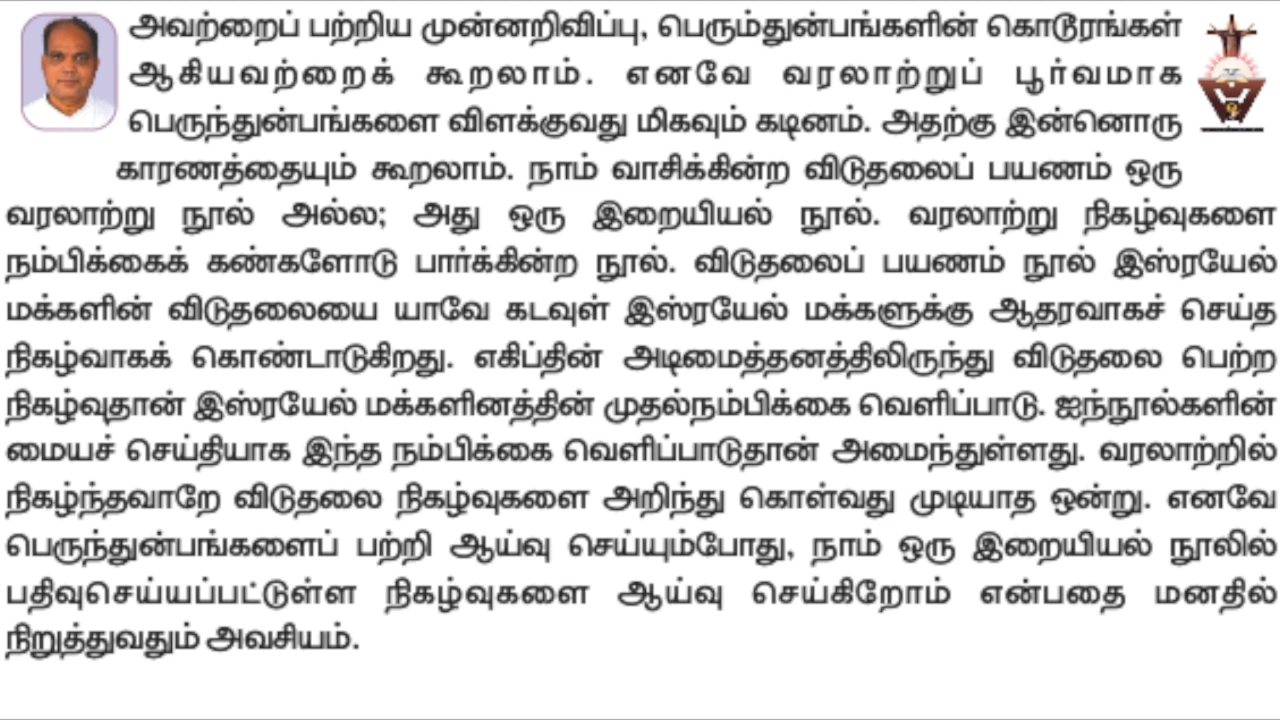 அவற்றைப் பற்றிய முன்னறிவிப்பு, பெரும்துன்பங்களின் கொடூரங்கள்
ஆகியவற்றைக் கூறலாம். எனவே வரலாற்றுப் பூர்வமாக
பெருந்துன்பங்களை விளக்குவது மிகவும் கடினம். அதற்கு இன்னொரு
காரணத்தையும் கூறலாம். நாம் வாசிக்கின்ற விடுதலைப் பயணம் ஒரு
வரலாற்று நூல் அல்ல; அது ஒரு இறையியல் நூல். வரலாற்று நிகழ்வுகளை
நம்பிக்கைக் கண்களோடு பார்க்கின்ற நூல். விடுதலைப் பயணம் நூல் இஸ்ரயேல்
மக்களின் விடுதலையை யாவே கடவுள் இஸ்ரயேல் மக்களுக்கு ஆதரவாகச் செய்த
நிகழ்வாகக் கொண்டாடுகிறது. எகிப்தின் அடிமைத்தனத்திலிருந்து விடுதலை பெற்ற
நிகழ்வுதான் இஸ்ரயேல் மக்களினத்தின் முதல்நம்பிக்கை வெளிப்பாடு. ஐந்நூல்களின்
மையச் செய்தியாக இந்த நம்பிக்கை வெளிப்பாடுதான் அமைந்துள்ளது. வரலாற்றில்
நிகழ்ந்தவாறே விடுதலை நிகழ்வுகளை அறிந்து கொள்வது முடியாத ஒன்று. எனவே
பெருந்துன்பங்களைப் பற்றி ஆய்வு செய்யும்போது, நாம் ஒரு இறையியல் நூலில்
பதிவுசெய்யப்பட்டுள்ள நிகழ்வுகளை ஆய்வு செய்கிறோம் என்பதை மனதில்
நிறுத்துவதும் அவசியம்.